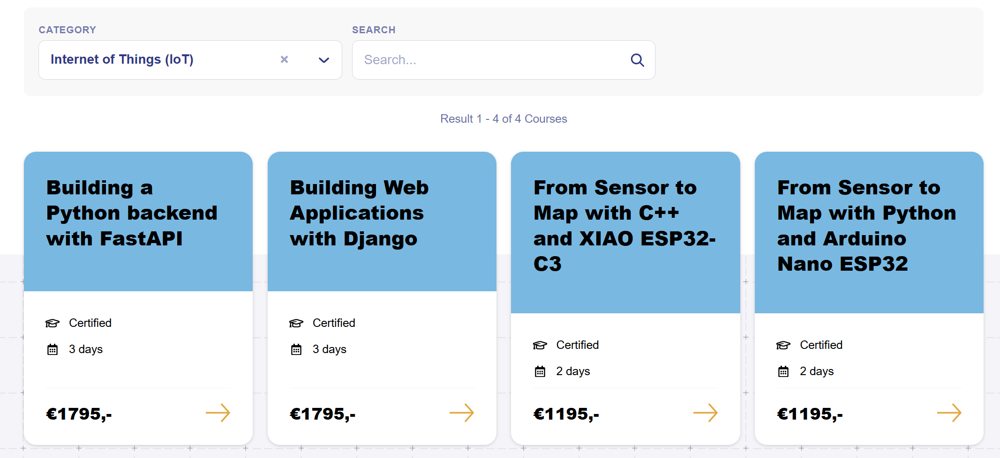 CATEGORY
Internet of Things (IoT)
SEARCH
Search...
Result 1 - 4 of 4 Courses
Building a
Python backend
with FastAPI
Certified
3 days
€1795,-
Building Web
Applications
with Django
Certified
3 days
€1795,-
From Sensor to
Map with C++
and XIAO ESP32-
C3
Certified
2 days
€1195,-
From Sensor to
Map with Python
and Arduino
Nano ESP32
Certified
2 days
€1195,-